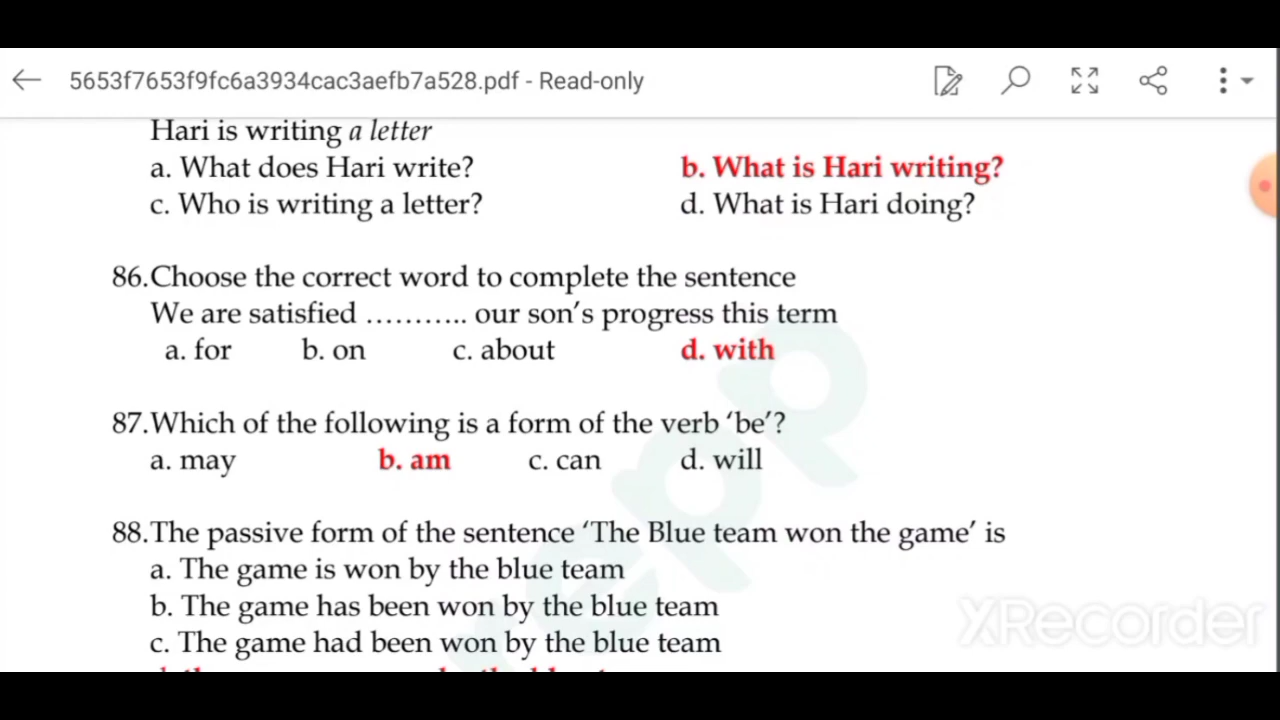 5653f7653f9fc6a3934cac3aefb7a528.pdf - Read-only
Hari is writing a letter
a. What does Hari write? b. What is Hari writing?
c. Who is writing a letter? d. What is Hari doing?
86.Choose the correct word to complete the sentence
We are satisfied ……….. our son’s progress this term
a. for b. on c. about d. with
87.Which of the following is a form of the verb ‘be’?
a. may b. am c. can d. will
88.The passive form of the sentence ‘The Blue team won the game’ is
a. The game is won by the blue team
b. The game has been won by the blue team
c. The game had been won by the blue team
XRecorder